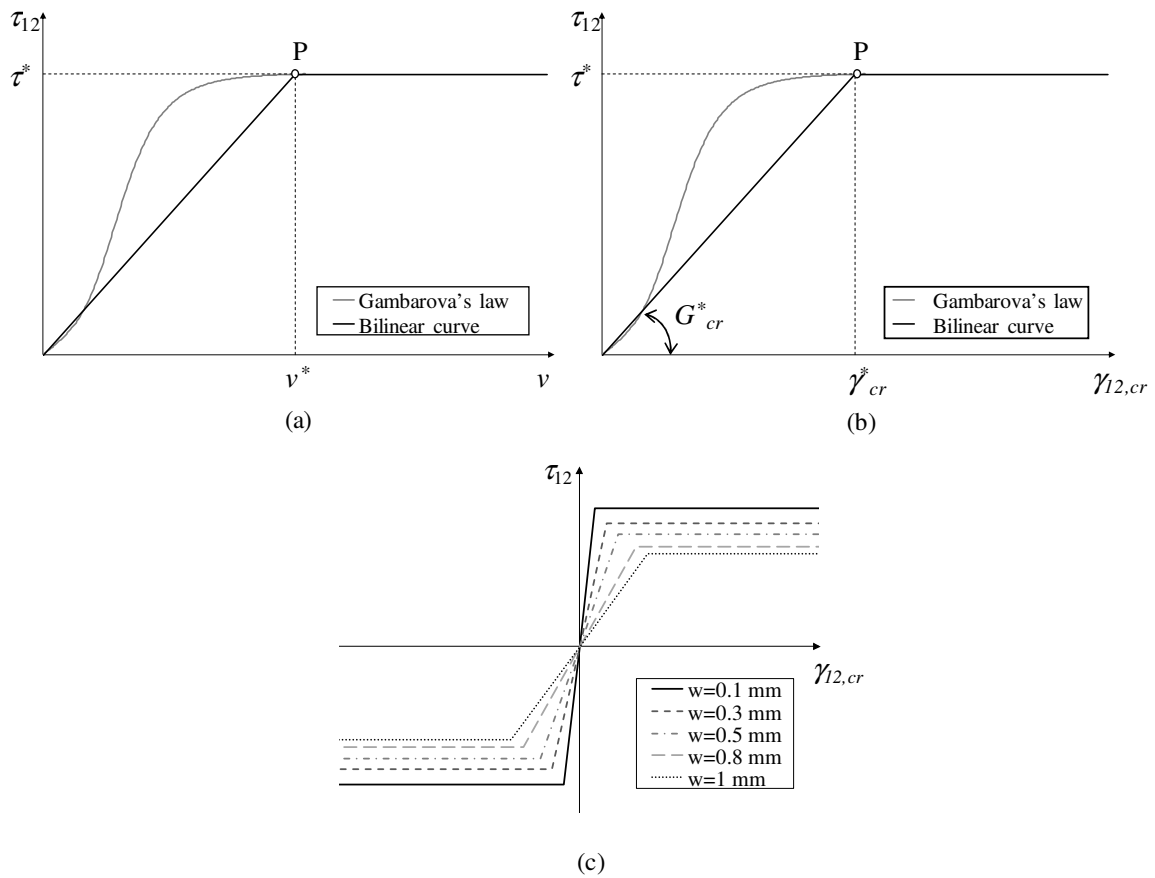 τ12
P
τ*
Gambarova's law
Bilinear curve
v*
v
(a)
τ12
P
τ*
G*cr
Gambarova's law
Bilinear curve
γ*cr
γ12,cr
(b)
τ12
γ12,cr
w=0.1 mm
w=0.3 mm
w=0.5 mm
w=0.8 mm
w=1 mm
(c)